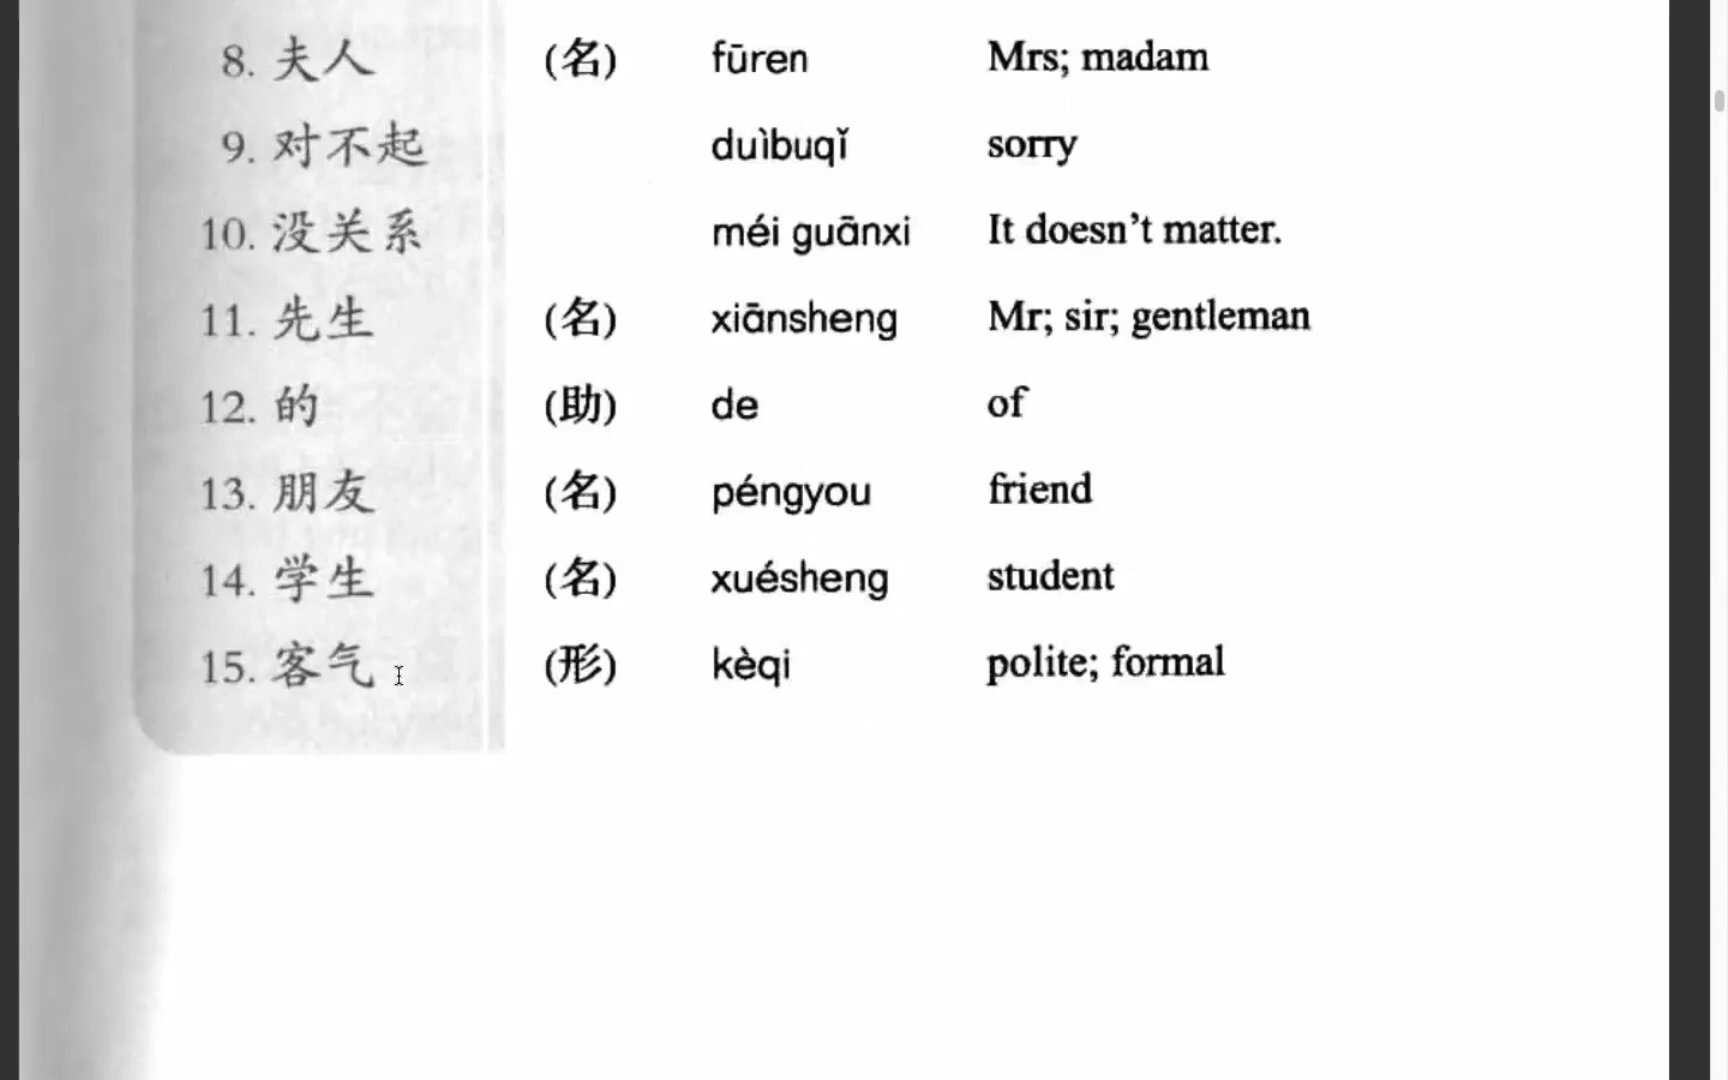 8. 夫人 (名) fūren Mrs; madam
9. 对不起 duìbuqǐ sorry
10. 没关系 méi guānxi It doesn't matter.
11. 先生 (名) xiānsheng Mr; sir; gentleman
12. 的 (助) de of
13. 朋友 (名) péngyou friend
14. 学生 (名) xuésheng student
15. 客气 (形) kèqi polite; formal